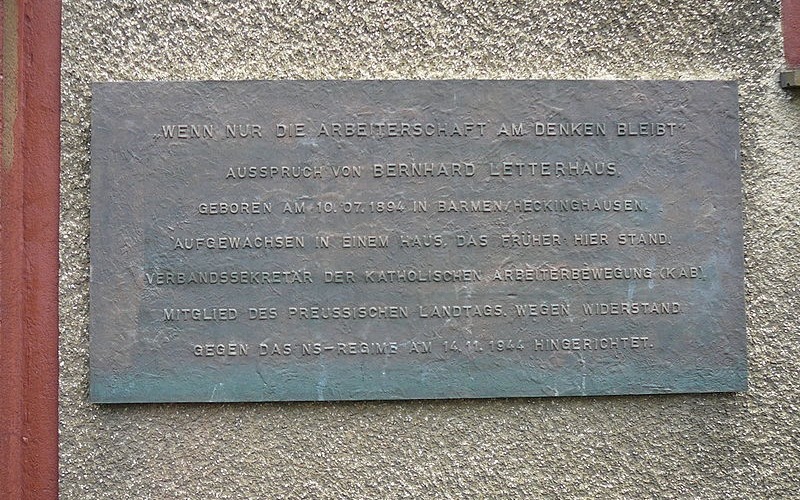 „WENN NUR DIE ARBEITERSCHAFT AM DENKEN BLEIBT“
AUSSPRUCH VON BERNHARD LETTERHAUS,
GEBOREN AM 10.07.1894 IN BARMEN/HECKINGHAUSEN,
AUFGEWACHSEN IN EINEM HAUS, DAS FRÜHER HIER STAND.
VERBANDSSEKRETÄR DER KATHOLISCHEN ARBEITERBEWEGUNG (KAB),
MITGLIED DES PREUSSISCHEN LANDTAGS, WEGEN WIDERSTAND
GEGEN DAS NS-REGIME AM 14.11.1944 HINGERICHTET.